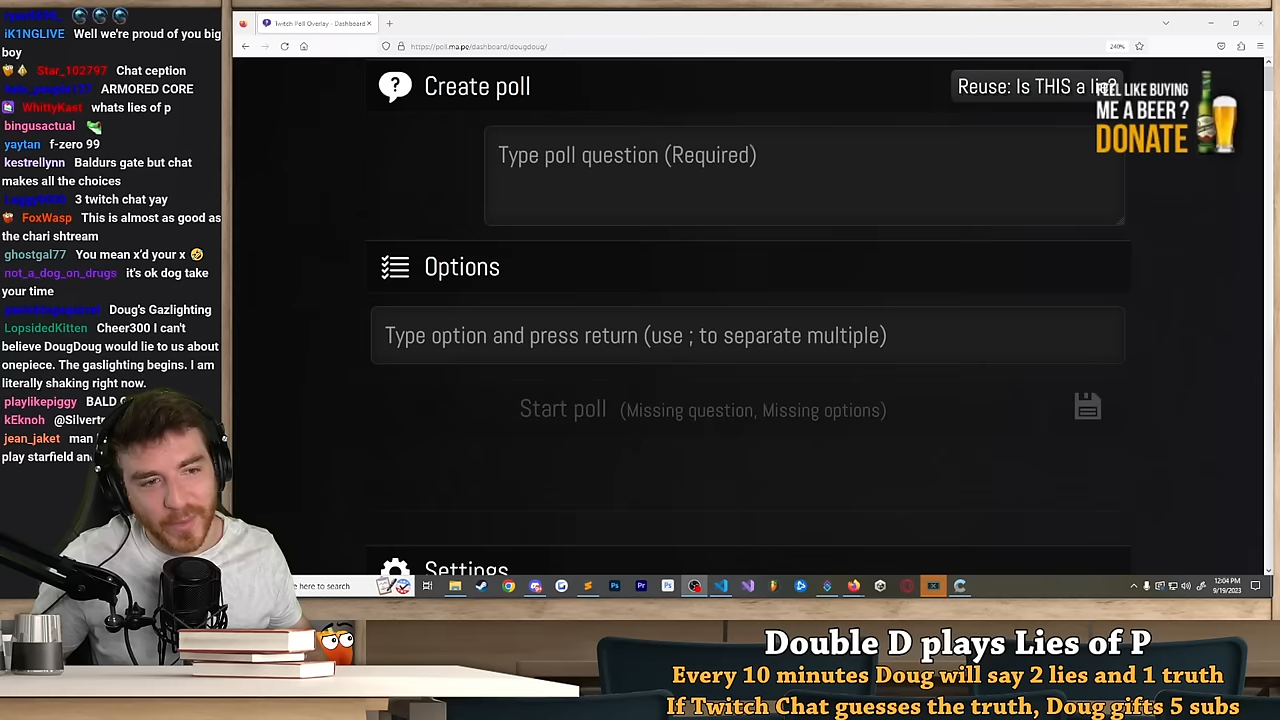 iK1NGLIVE Well we're proud of you big
boy
Star_102797 Chat ception
ARMORED CORE
WhittyKast whats lies of p
bingusactual
yaytan f-zero 99
kestrellynn Baldurs gate but chat
makes all the choices
3 twitch chat yay
FoxWasp This is almost as good as
the chari shtream
ghostgal77 You mean x'd your x
not_a_dog_on_drugs it's ok dog take
your time
Doug's Gazlighting
LopsidedKitten Cheer300 I can't
believe DougDoug would lie to us about
onepiece. The gaslighting begins. I am
literally shaking right now.
playlikepiggy BALD
kEknoh
jean_jaket man
play starfield
Twitch Poll Overlay - Dashboard
https://poll.ma.pe/dashboard/dougdoug/
240%
Create poll
Reuse: Is THIS a lie?
FEEL LIKE BUYING
ME A BEER ?
DONATE
Type poll question (Required)
Options
Type option and press return (use ; to separate multiple)
Start poll (Missing question, Missing options)
Settings
here to search
12:04 PM
9/19/2023
Double D plays Lies of P
Every 10 minutes Doug will say 2 lies and 1 truth
If Twitch Chat guesses the truth, Doug gifts 5 subs